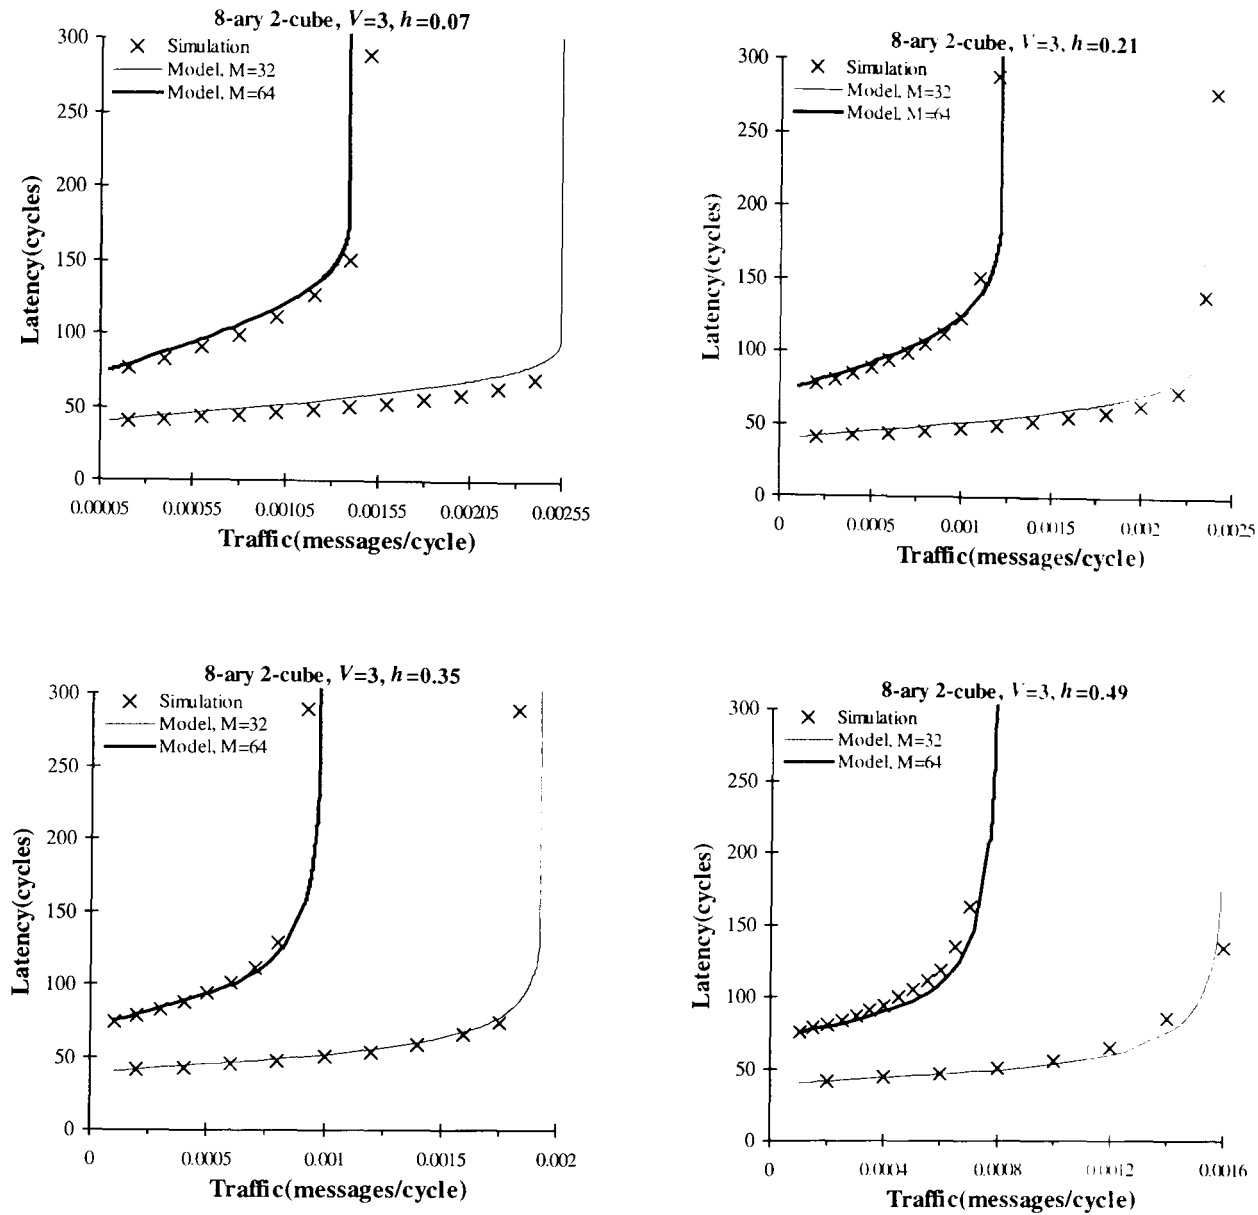 8-ary 2-cube, V=3, h=0.07
300
Simulation
Model, M=32
Model, M=64
250
200
150
100
50
0
Latency(cycles)
0.00005 0.00055 0.00105 0.00155 0.00205 0.00255
Traffic(messages/cycle)
8-ary 2-cube, V=3, h=0.21
300
Simulation
Model, M=32
Model, M=64
250
200
150
100
50
0
Latency(cycles)
0 0.0005 0.001 0.0015 0.002 0.0025
Traffic(messages/cycle)
8-ary 2-cube, V=3, h=0.35
300
Simulation
Model, M=32
Model, M=64
250
200
150
100
50
0
Latency(cycles)
0 0.0005 0.001 0.0015 0.002
Traffic(messages/cycle)
8-ary 2-cube, V=3, h=0.49
300
Simulation
Model, M=32
Model, M=64
250
200
150
100
50
0
Latency(cycles)
0 0.0004 0.0008 0.0012 0.0016
Traffic(messages/cycle)